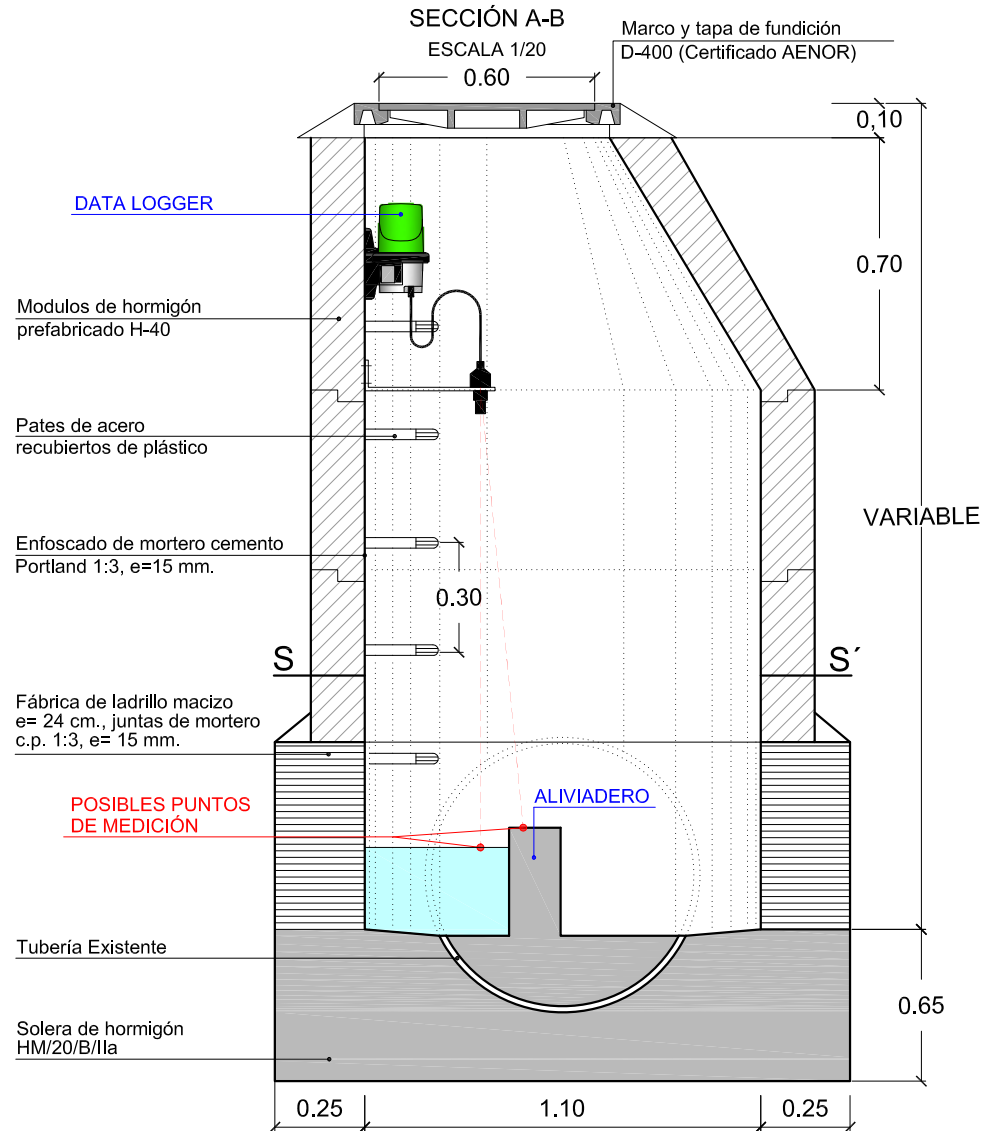 SECCIÓN A-B
ESCALA 1/20
0.60
Marco y tapa de fundición
D-400 (Certificado AENOR)
0,10
DATA LOGGER
0.70
Modulos de hormigón
prefabricado H-40
Pates de acero
recubiertos de plástico
VARIABLE
Enfoscado de mortero cemento
Portland 1:3, e=15 mm.
0.30
S
S´
Fábrica de ladrillo macizo
e= 24 cm., juntas de mortero
c.p. 1:3, e= 15 mm.
POSIBLES PUNTOS
DE MEDICIÓN
ALIVIADERO
Tubería Existente
0.65
Solera de hormigón
HM/20/B/IIa
0.25
1.10
0.25